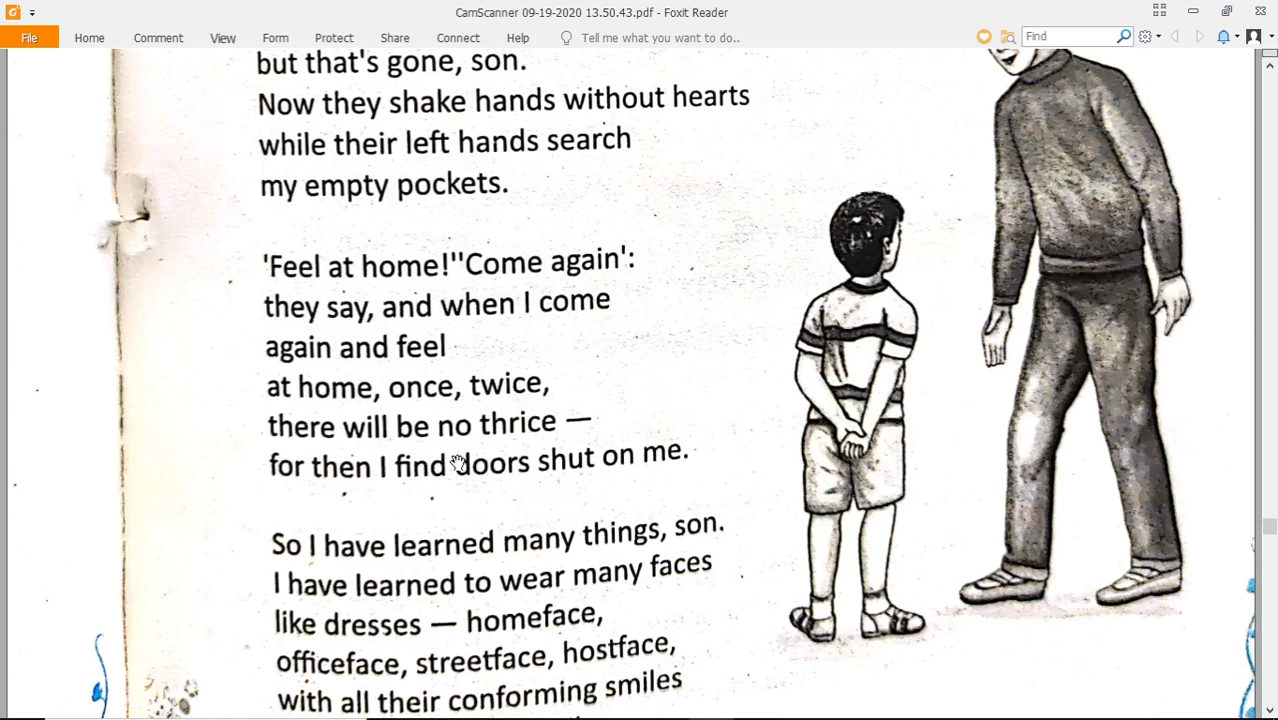 CamScanner 09-19-2020 13.50.43.pdf - Foxit Reader
File Home Comment View Form Protect Share Connect Help Tell me what you want to do.. Find
but that's gone, son.
Now they shake hands without hearts
while their left hands search
my empty pockets.
'Feel at home!''Come again':
they say, and when I come
again and feel
at home, once, twice,
there will be no thrice —
for then I find doors shut on me.
So I have learned many things, son.
I have learned to wear many faces
like dresses — homeface,
officeface, streetface, hostface,
with all their conforming smiles